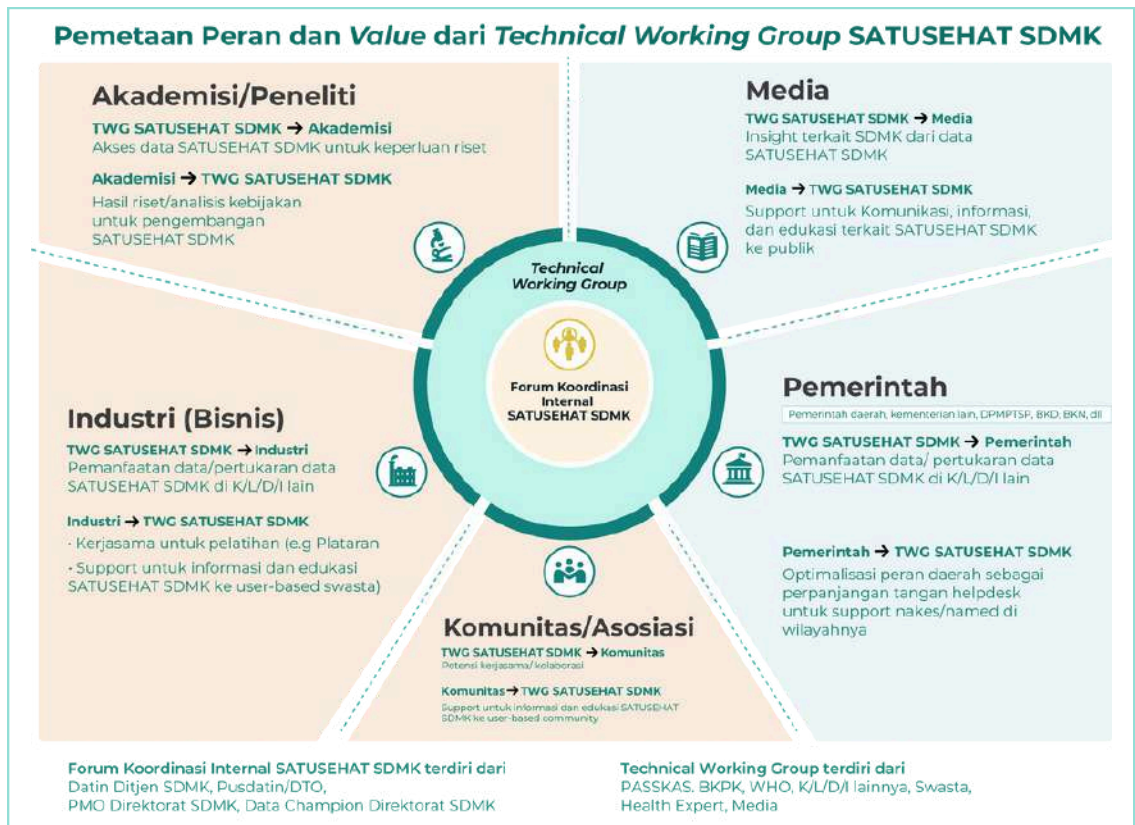 Pemetaan Peran dan Value dari Technical Working Group SATUSEHAT SDMK
Akademisi/Peneliti
TWG SATUSEHAT SDMK → Akademisi
Akses data SATUSEHAT SDMK untuk keperluan riset
Akademisi → TWG SATUSEHAT SDMK
Hasil riset/analisis kebijakan
untuk pengembangan
SATUSEHAT SDMK
Media
TWG SATUSEHAT SDMK → Media
Insight terkait SDMK dari data
SATUSEHAT SDMK
Media → TWG SATUSEHAT SDMK
Support untuk Komunikasi, informasi,
dan edukasi terkait SATUSEHAT SDMK
ke publik
Technical
Working Group
Forum Koordinasi
Internal
SATUSEHAT SDMK
Industri (Bisnis)
TWG SATUSEHAT SDMK → Industri
Pemanfaatan data/pertukaran data
SATUSEHAT SDMK di K/L/D/I lain
Industri → TWG SATUSEHAT SDMK
• Kerjasama untuk pelatihan (e.g Plataran
• Support untuk informasi dan edukasi
SATUSEHAT SDMK ke user-based swasta)
Pemerintah
Pemerintah daerah, kementerian lain, DPMPTSP, BKD, BKN, dll
TWG SATUSEHAT SDMK → Pemerintah
Pemanfaatan data/ pertukaran data
SATUSEHAT SDMK di K/L/D/I lain
Pemerintah → TWG SATUSEHAT SDMK
Optimalisasi peran daerah sebagai
perpanjangan tangan helpdesk
untuk support nakes/named di
wilayahnya
Komunitas/Asosiasi
TWG SATUSEHAT SDMK → Komunitas
Potensi kerjasama/ kolaborasi
Komunitas → TWG SATUSEHAT SDMK
Support untuk informasi dan edukasi SATUSEHAT
SDMK ke user-based community
Forum Koordinasi Internal SATUSEHAT SDMK terdiri dari
Datin Ditjen SDMK, Pusdatin/DTO,
PMO Direktorat SDMK, Data Champion Direktorat SDMK
Technical Working Group terdiri dari
PASSKAS. BKPK, WHO, K/L/D/I lainnya, Swasta,
Health Expert, Media